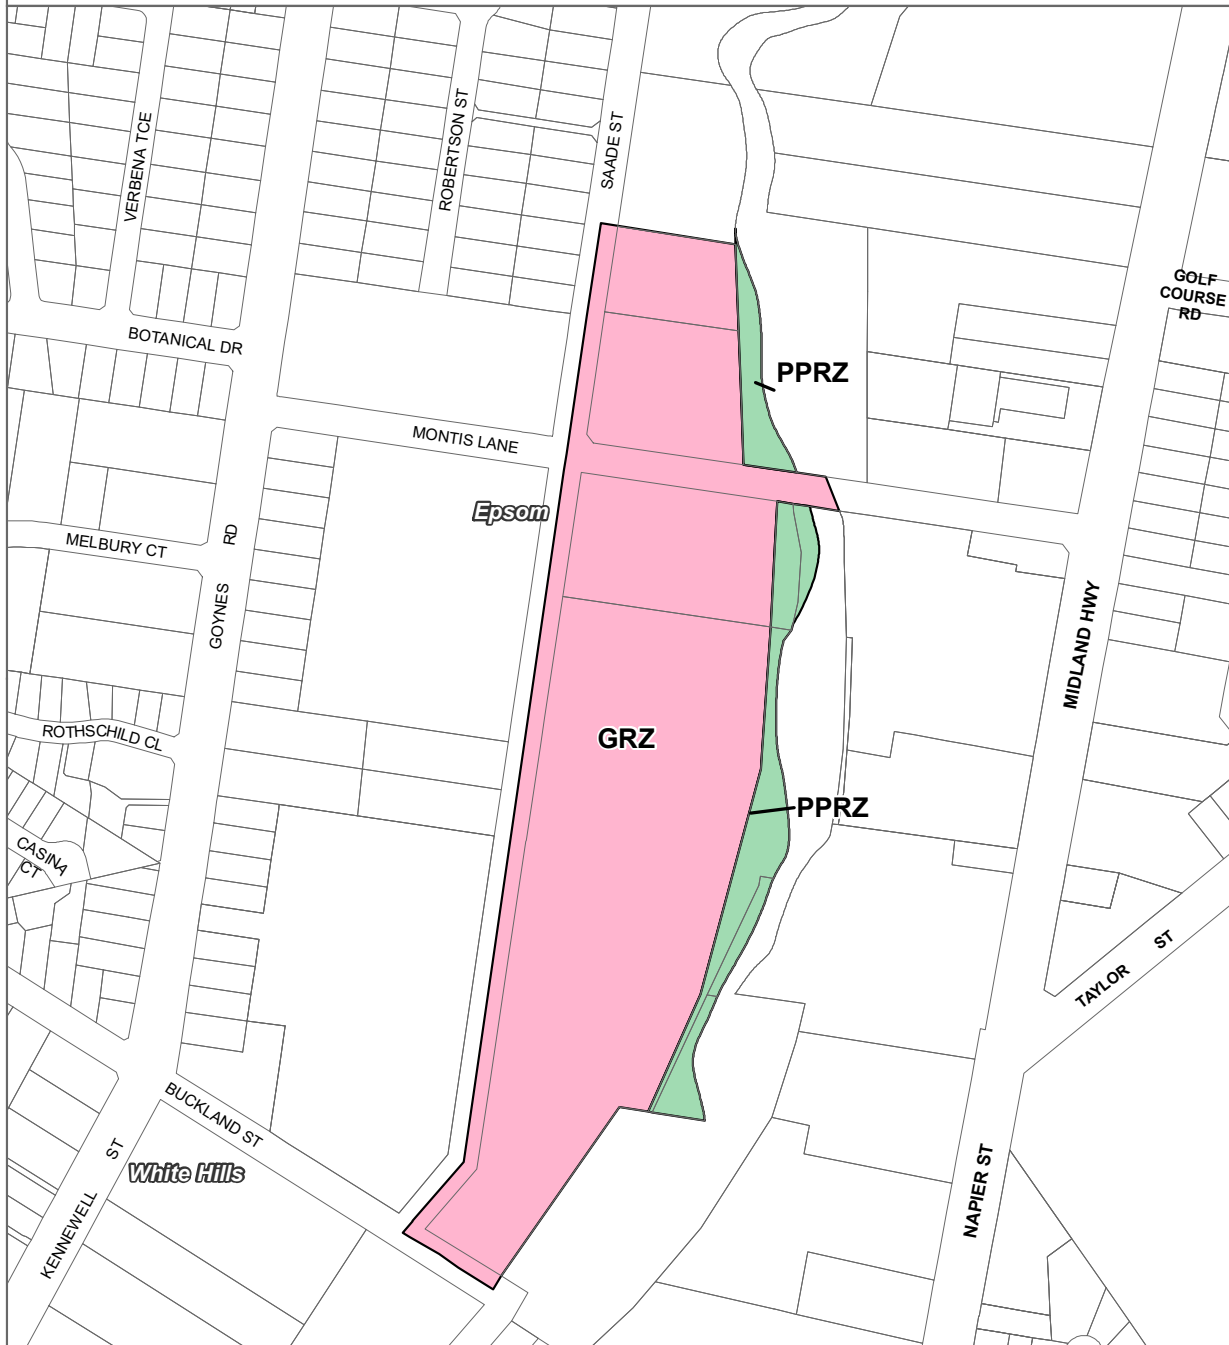 VERBENA TCE
ROBERTSON ST
SAADE ST
GOLF
COURSE
RD
BOTANICAL DR
PPRZ
MONTIS LANE
Epsom
MELBURY CT
GOYNES RD
MIDLAND HWY
ROTHSCHILD CL
GRZ
PPRZ
CASINA
CT
TAYLOR ST
BUCKLAND ST
White Hills
KENNEWELL ST
NAPIER ST